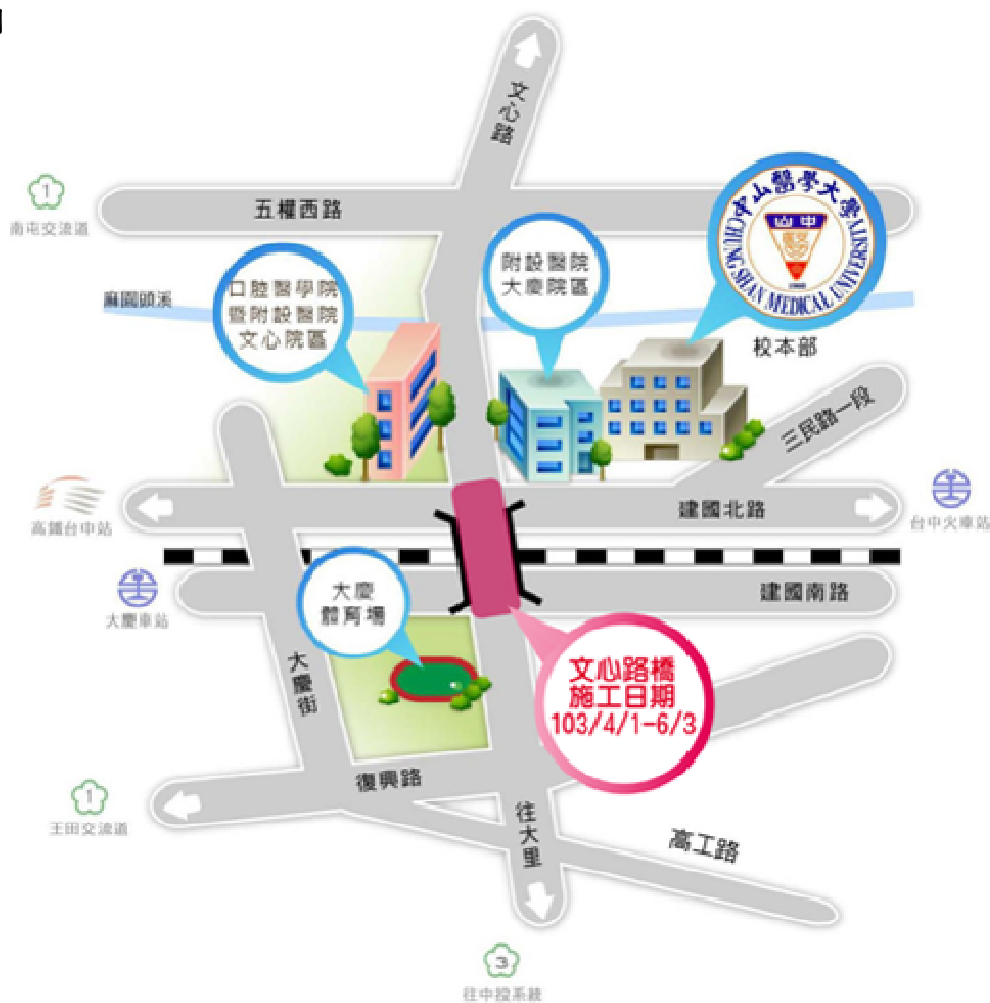 文心路
1
南屯交流道
五權西路
中山醫學大學
CHUNG SHAN MEDICAL UNIVERSITY
中山
1960
麻園頭溪
口腔醫學院
暨附設醫院
文心院區
附設醫院
大慶院區
校本部
三民路一段
高鐵台中站
建國北路
台中火車站
大慶車站
大慶
體育場
建國南路
大慶街
文心路橋
施工日期
103/4/1-6/3
1
王田交流道
復興路
往大里
高工路
3
往中投系統